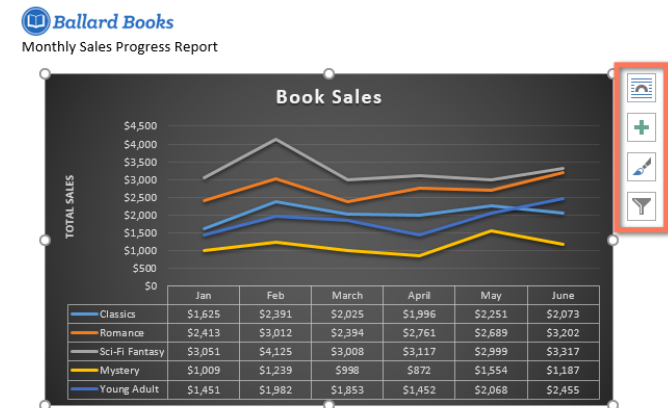 Ballard Books
Monthly Sales Progress Report
Book Sales
TOTAL SALES
$4,500
$4,000
$3,500
$3,000
$2,500
$2,000
$1,500
$1,000
$500
$0
Jan Feb March April May June
Classics $1,625 $2,391 $2,025 $1,996 $2,251 $2,073
Romance $2,413 $3,012 $2,394 $2,761 $2,689 $3,202
Sci-Fi Fantasy $3,051 $4,125 $3,008 $3,117 $2,999 $3,317
Mystery $1,009 $1,239 $998 $872 $1,554 $1,187
Young Adult $1,451 $1,982 $1,853 $1,452 $2,068 $2,455